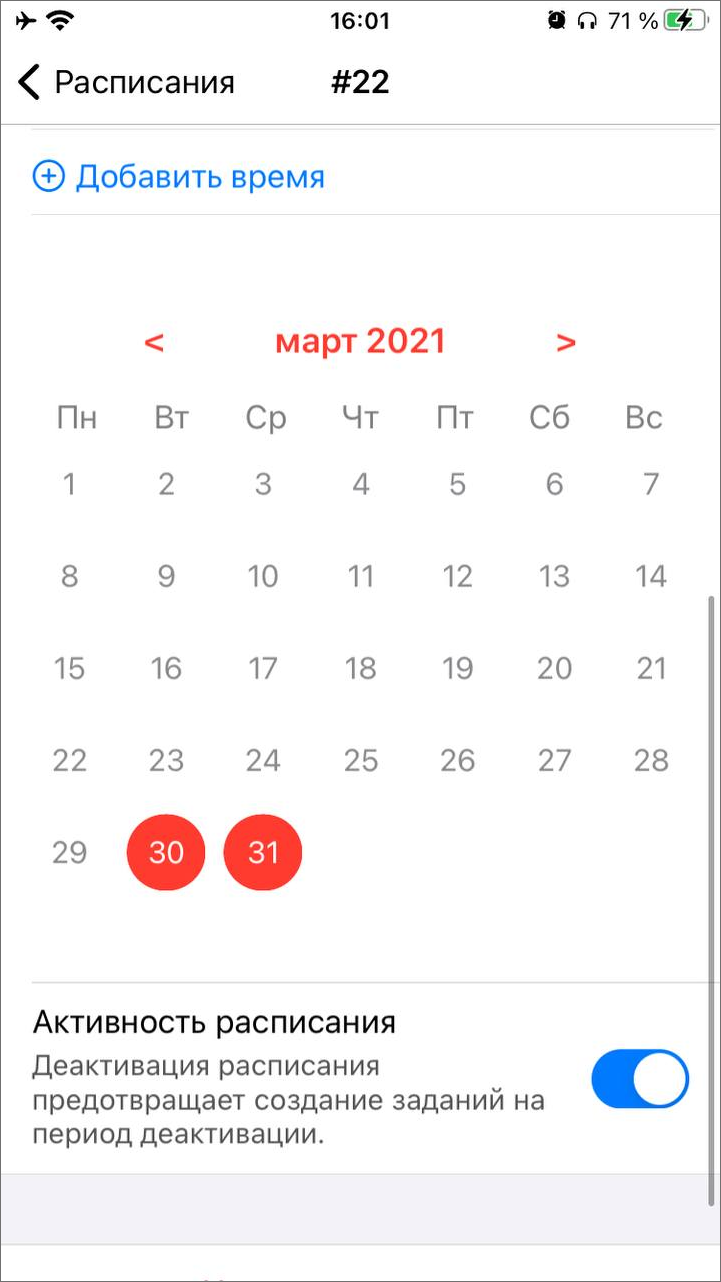 16:01 71 %
Расписания #22
Добавить время
< март 2021 >
Пн Вт Ср Чт Пт Сб Вс
1 2 3 4 5 6 7
8 9 10 11 12 13 14
15 16 17 18 19 20 21
22 23 24 25 26 27 28
29 30 31
Активность расписания
Деактивация расписания
предотвращает создание заданий на
период деактивации.